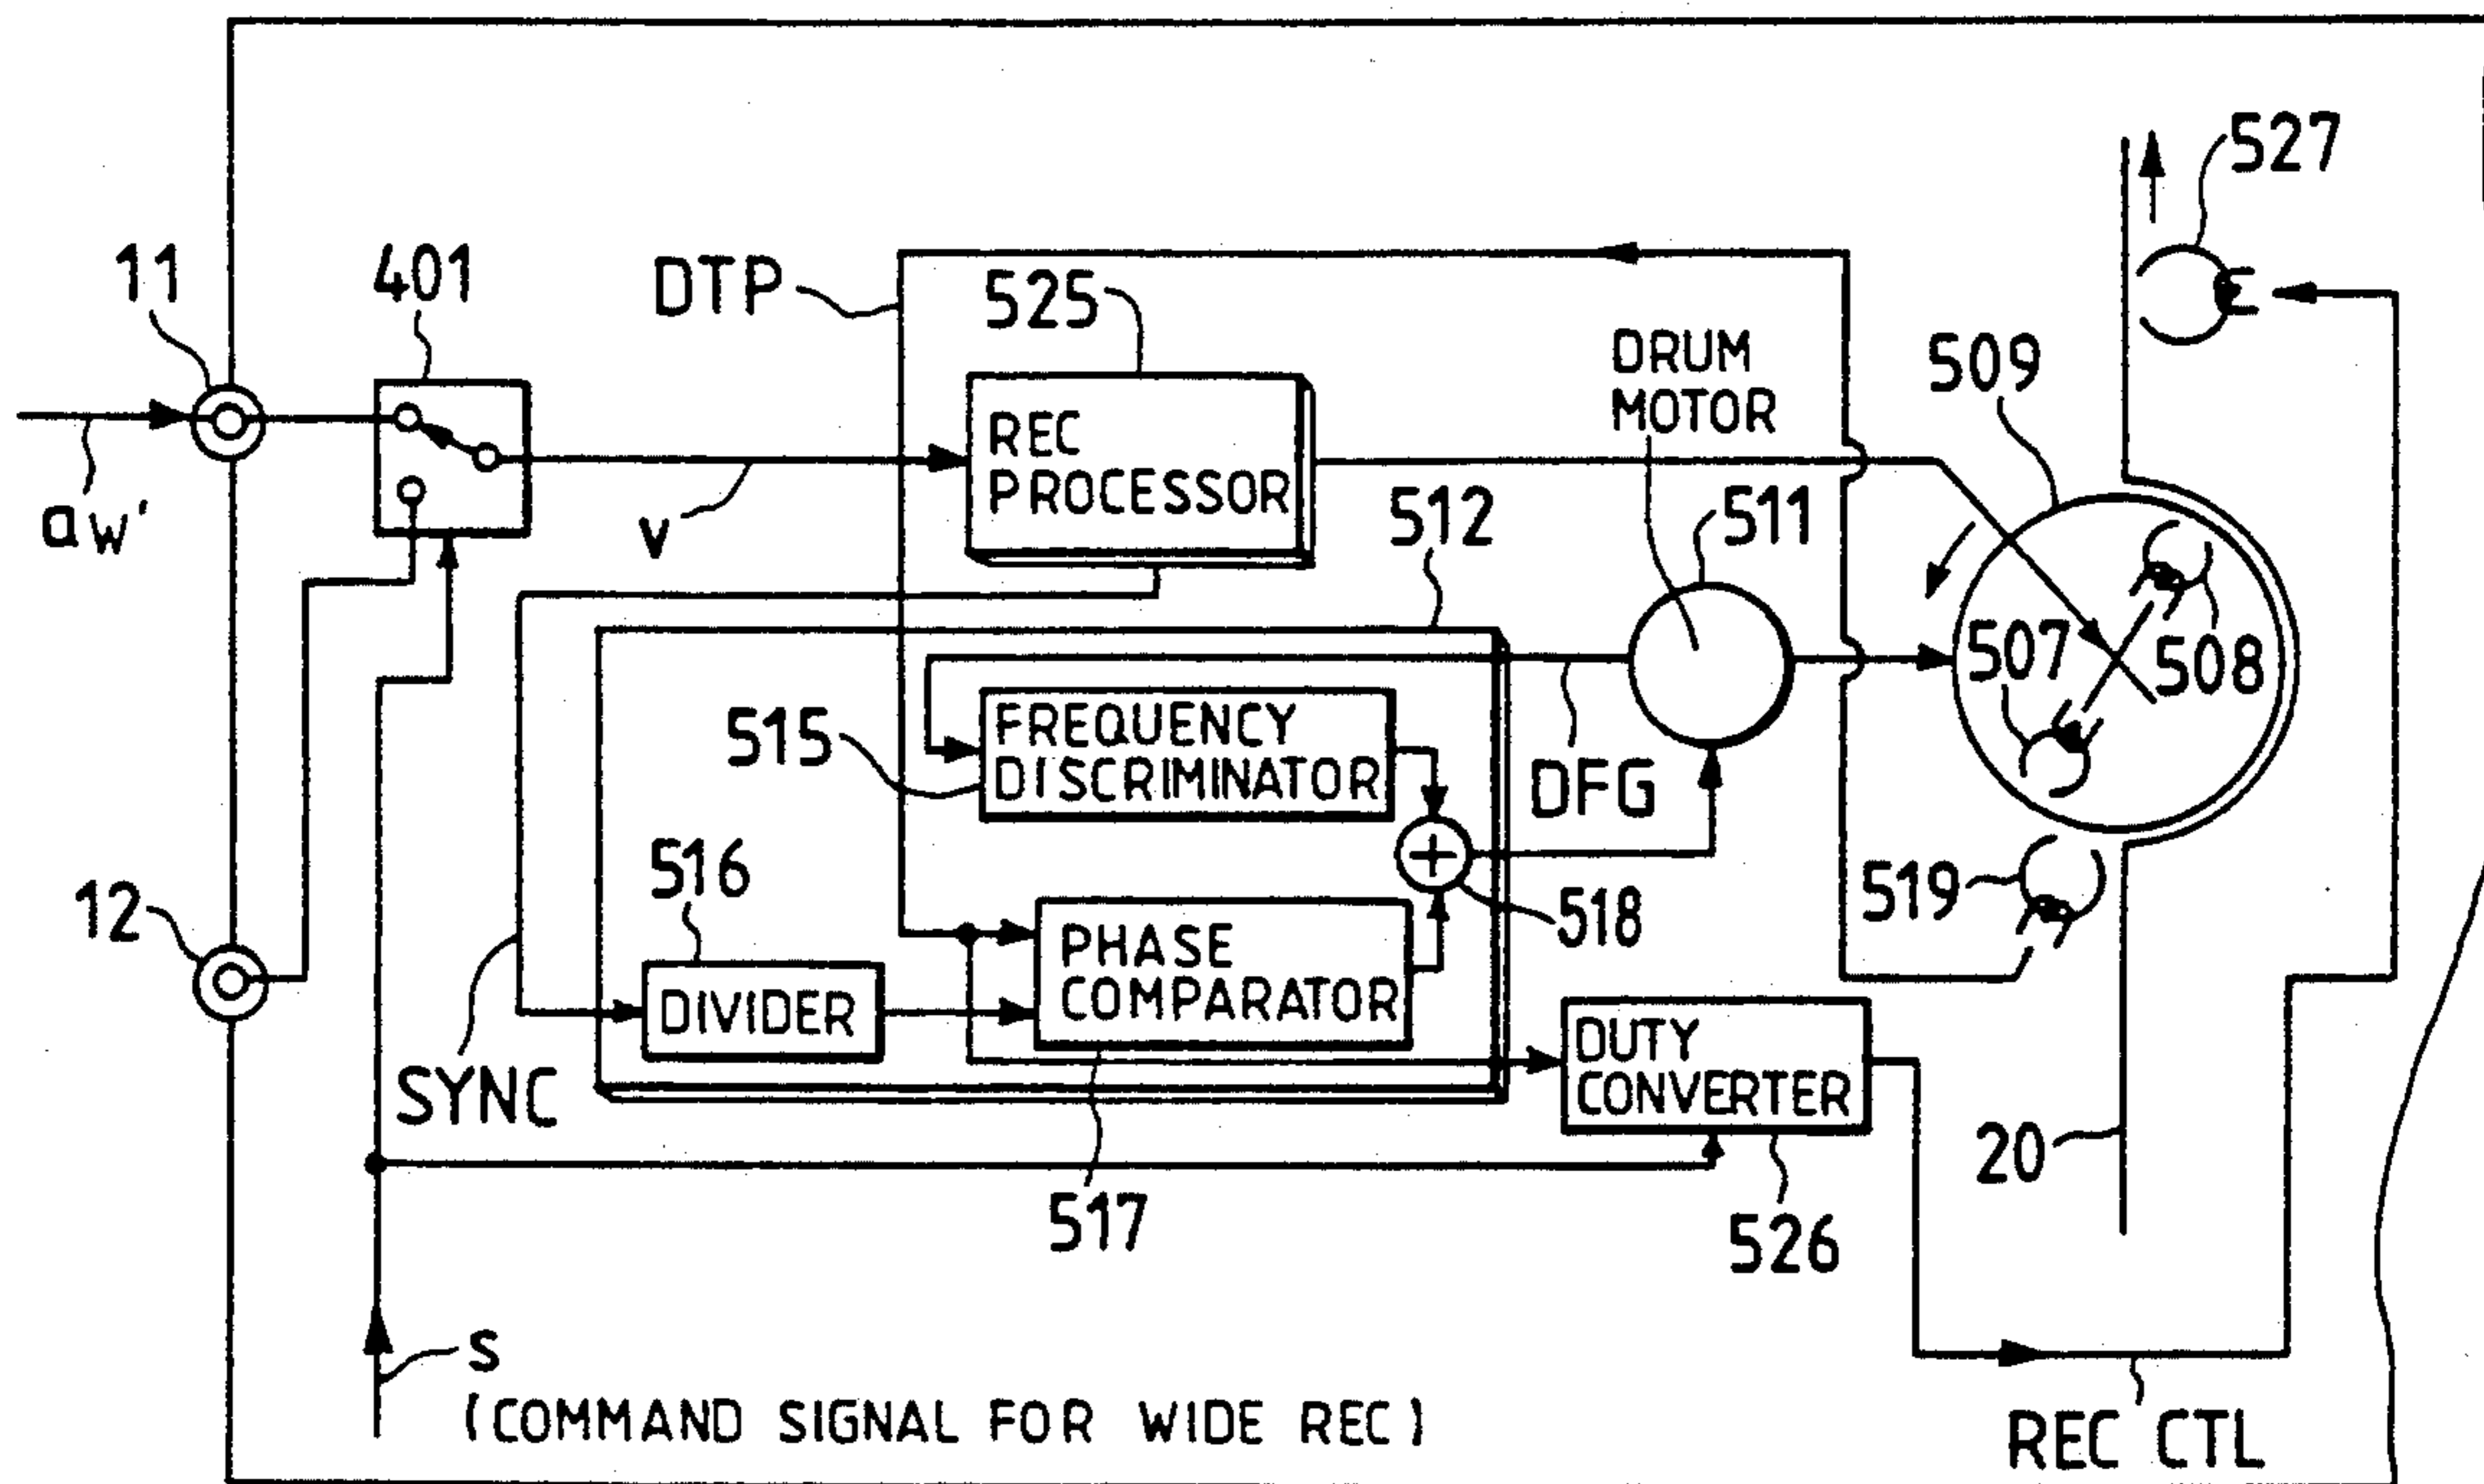 527
11
401
DTP
525
DRUM
MOTOR
509
REC
PROCESSOR
aw'
v
512
511
507
508
515
FREQUENCY
DISCRIMINATOR
DFG
516
519
12
518
PHASE
COMPARATOR
DIVIDER
DUTY
CONVERTER
SYNC
20
517
526
s
(COMMAND SIGNAL FOR WIDE REC)
REC CTL